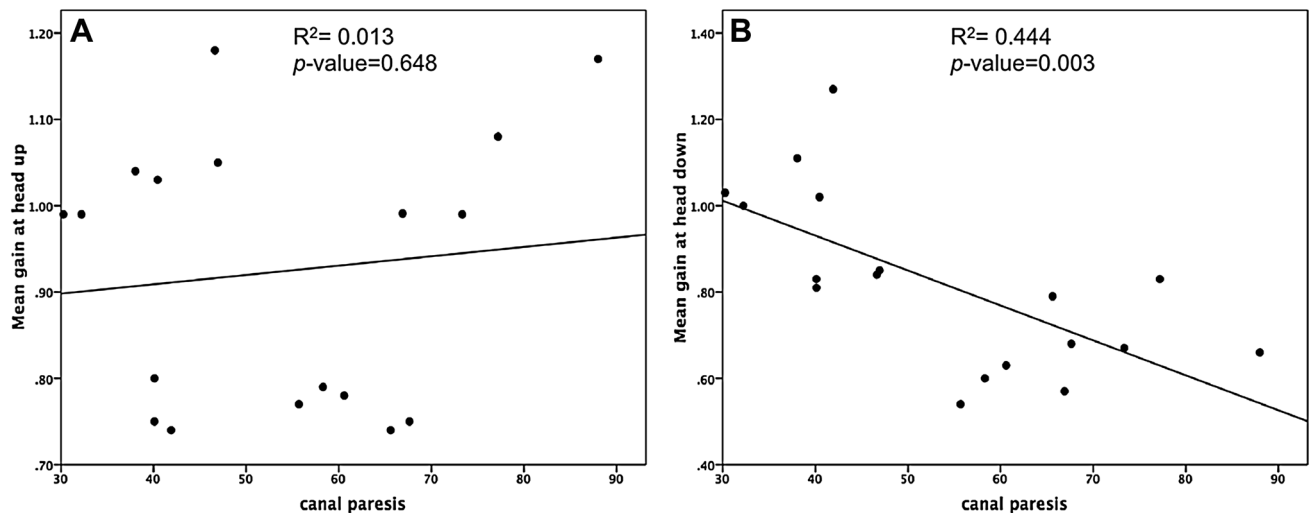 A
R²= 0.013
p-value=0.648
Mean gain at head up
1.20
1.10
1.00
.90
.80
.70
30 40 50 60 70 80 90
canal paresis
B
R²= 0.444
p-value=0.003
Mean gain at head down
1.40
1.20
1.00
.80
.60
.40
30 40 50 60 70 80 90
canal paresis